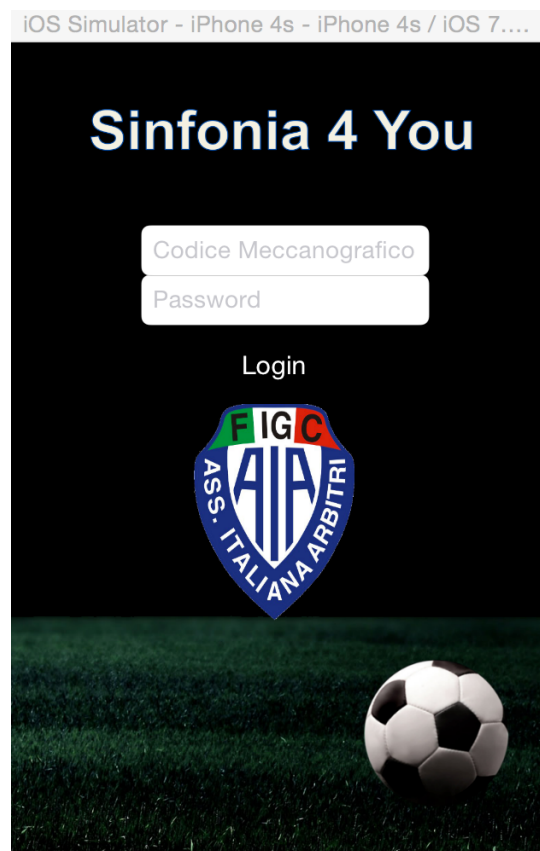 iOS Simulator - iPhone 4s - iPhone 4s / iOS 7....
Sinfonia 4 You
Codice Meccanografico
Password
Login
FIGC
AIA
ASS. ITALIANA ARBITRI